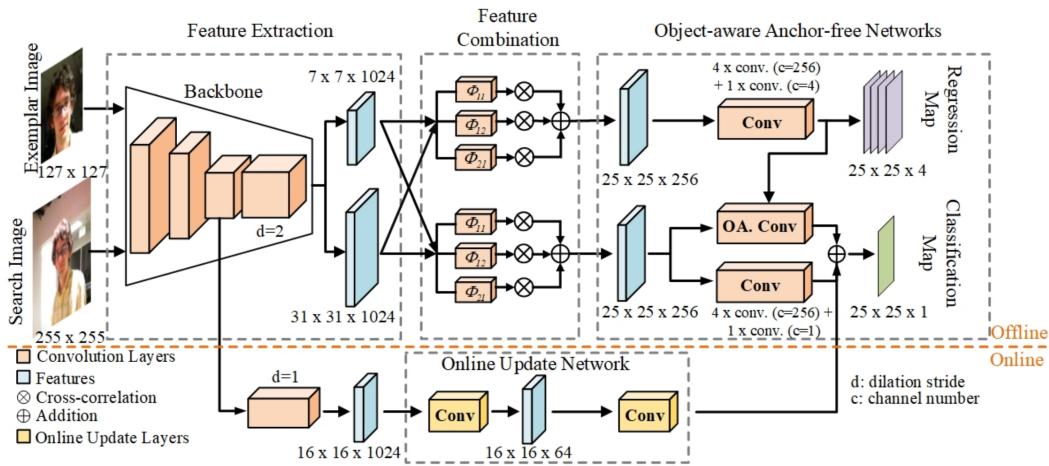 Feature Extraction
Feature
Combination
Object-aware Anchor-free Networks
Exemplar Image
127 x 127
Search Image
255 x 255
Backbone
d=2
7 x 7 x 1024
31 x 31 x 1024
Φ11
Φ12
Φ21
Φ11
Φ12
Φ21
25 x 25 x 256
4 x conv. (c=256)
+ 1 x conv. (c=4)
Conv
25 x 25 x 4
Regression
Map
25 x 25 x 256
OA. Conv
Conv
4 x conv. (c=256) +
1 x conv. (c=1)
25 x 25 x 1
Classification
Map
Offline
Online
Convolution Layers
Features
Cross-correlation
Addition
Online Update Layers
d=1
16 x 16 x 1024
Online Update Network
Conv
16 x 16 x 64
Conv
d: dilation stride
c: channel number